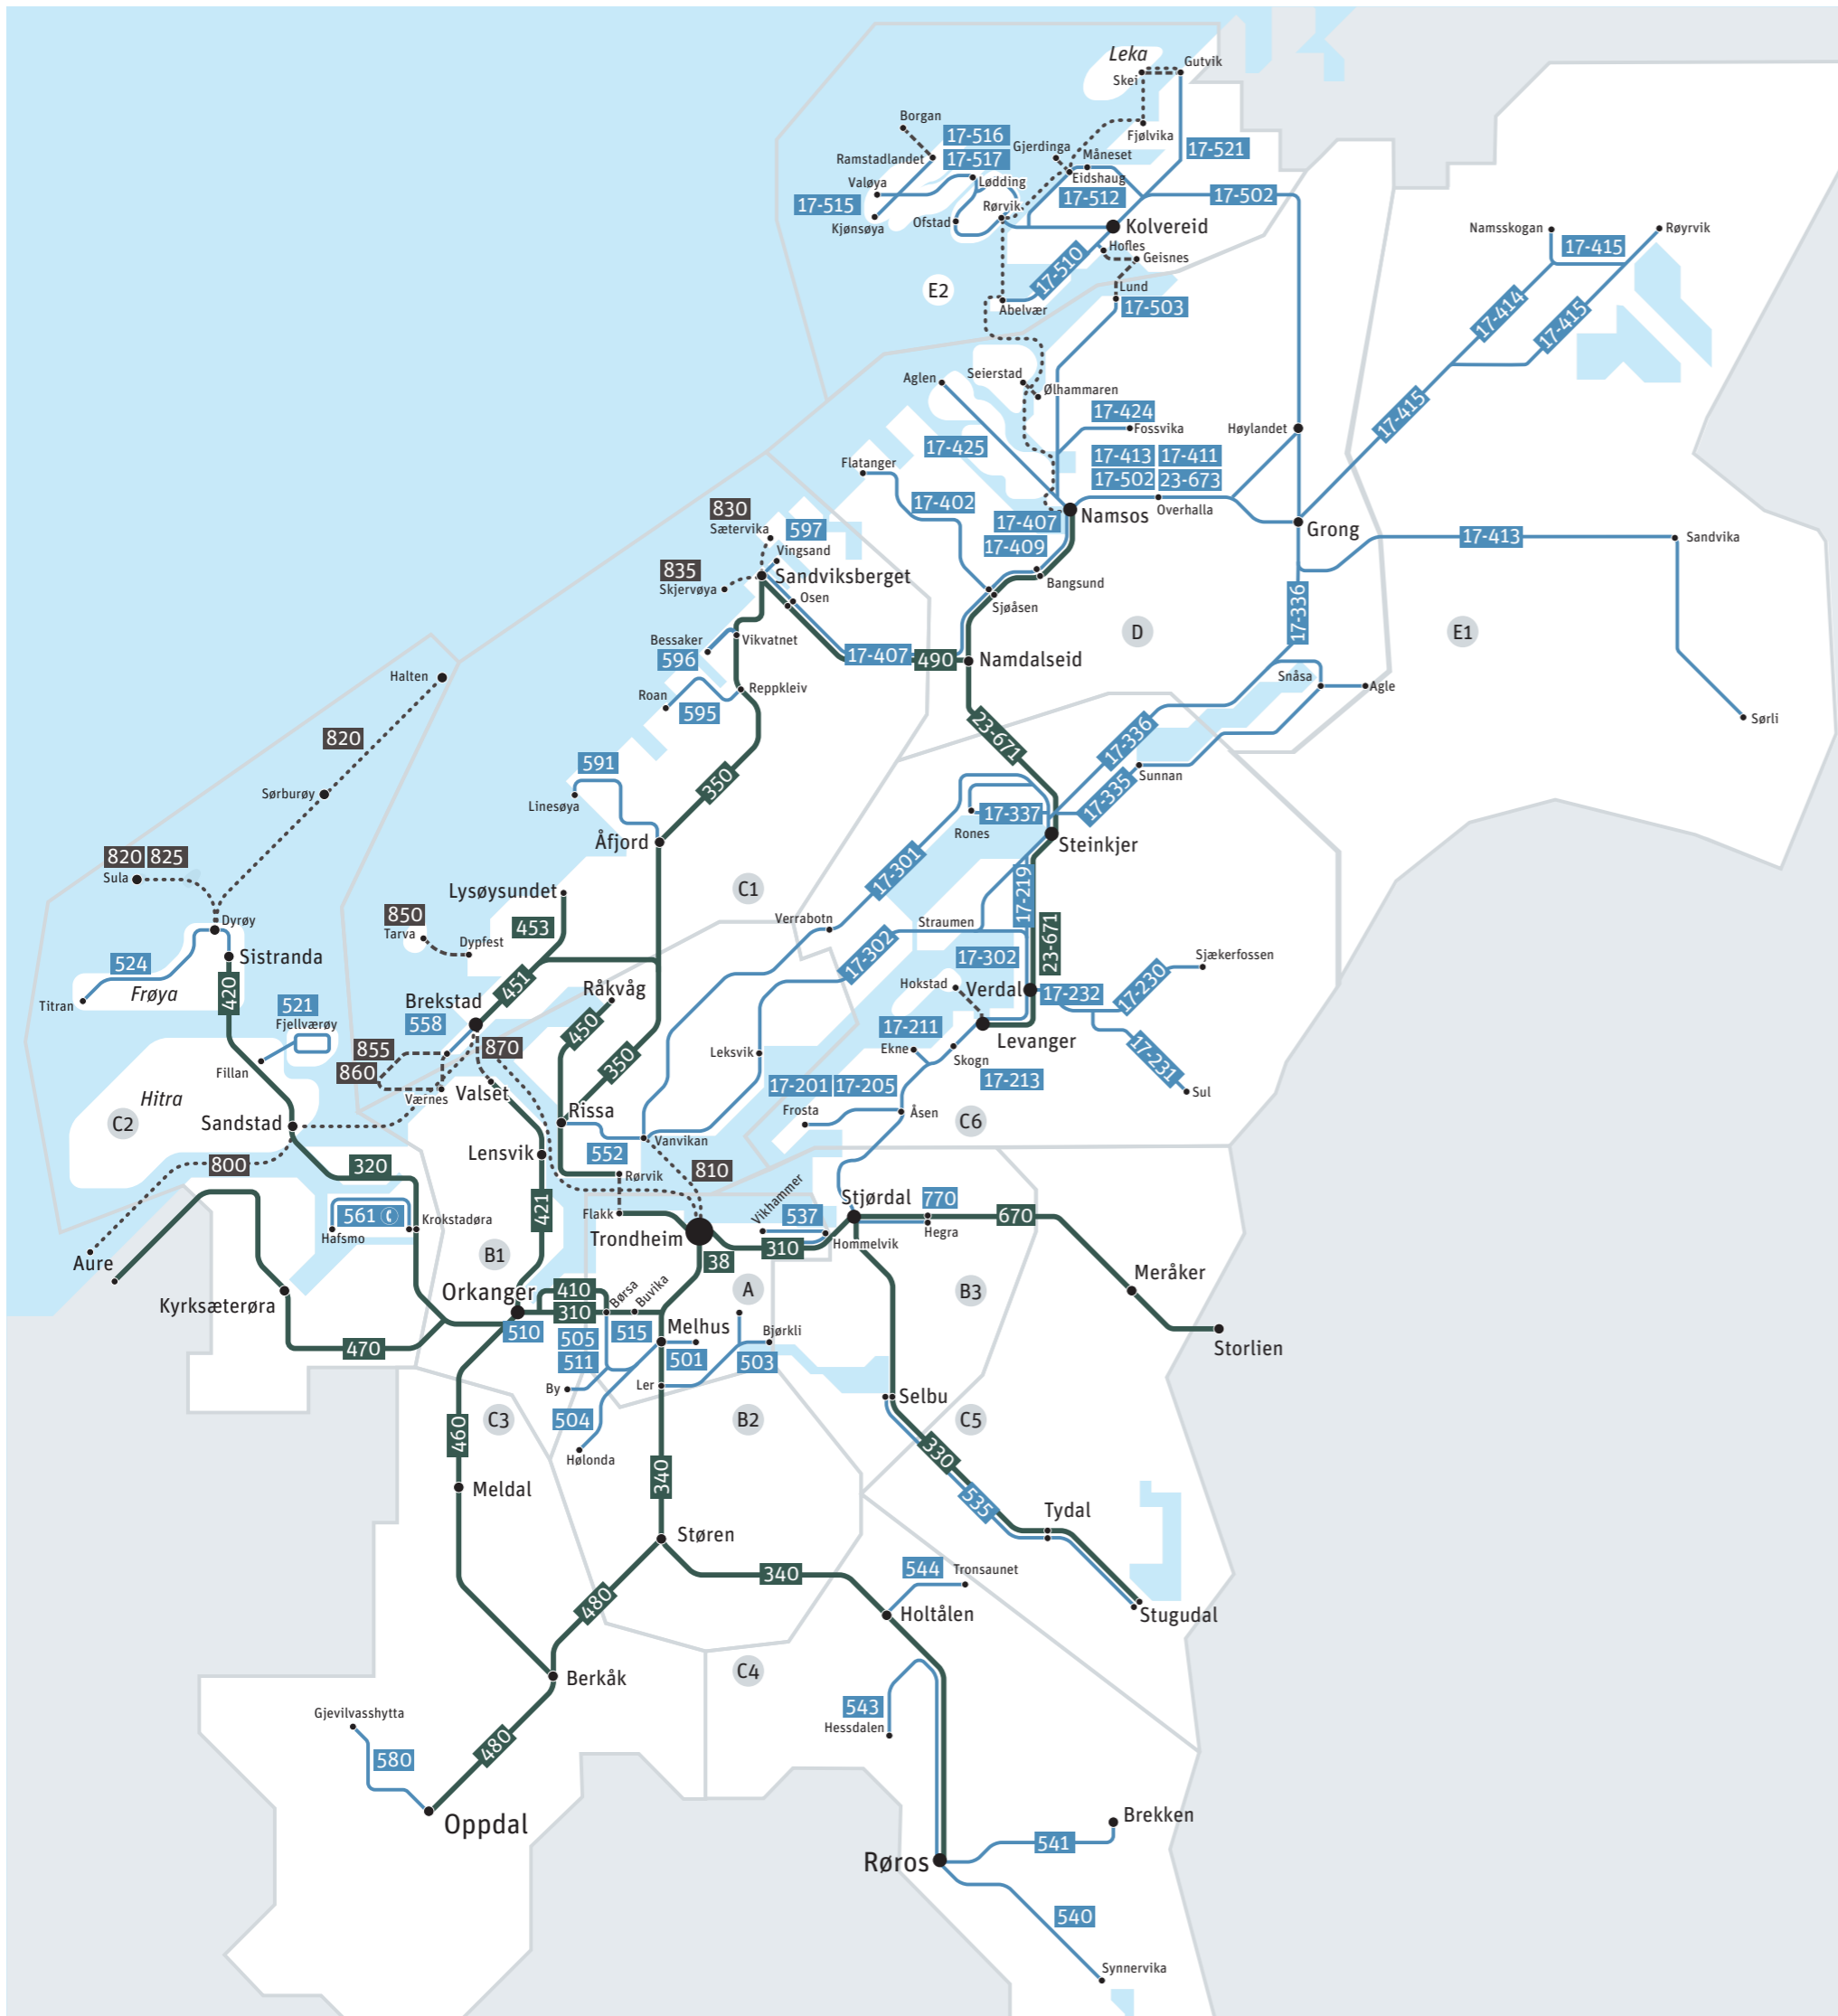 Leka
Gutvik
Skei
Borgan
17-516
Fjølvika
Gjerdinga
Måneset
17-521
Ramstadlandet
17-517
Eidshaug
Valøya
Lødding
17-512
17-502
17-515
Rørvik
Ofstad
Kjønsøya
Kolvereid
Namsskogan
Røyrvik
17-415
Hofles
Geisnes
17-510
E2
Lund
Abelvær
17-503
17-414
17-415
Aglen
Seierstad
Ølhammaren
17-424
Fossvika
17-415
Høylandet
17-425
17-413
17-411
17-502
23-673
Flatanger
17-402
Overhalla
830
Sætervika
597
17-407
Namsos
Grong
17-413
Sandvika
Vingsand
17-409
835
Skjervøya
Sandviksberget
Bangsund
Osen
Sjøåsen
17-336
D
E1
Bessaker
Vikvatnet
596
17-407
490
Namdalseid
Halten
Roan
Reppkleiv
Snåsa
Agle
595
Sørli
820
23-671
17-336
591
350
Sunnan
Sørburøy
Linesøya
17-335
17-337
Rones
Åfjord
Steinkjer
820
825
Sula
17-301
C1
Lysøysundet
17-219
850
Tarva
Dyrøy
453
Verrabotn
Straumen
Dypfest
23-671
Sistranda
524
17-302
17-302
Sjækerfossen
Titran
Frøya
420
451
Råkvåg
Hokstad
Verdal
17-232
17-230
521
Fjellværøy
Brekstad
558
450
17-211
Levanger
855
870
Ekne
Skogn
Fillan
860
350
Leksvik
17-231
Værnes
Valset
17-201
17-205
17-213
Sul
Hitra
C2
Sandstad
Rissa
Frosta
Åsen
C6
552
Vanvikan
Lensvik
800
320
Rørvik
810
561
Krokstadøra
421
Flakk
Vikhammer
Stjørdal
770
Hafsmo
Trondheim
537
670
Hegra
Hommelvik
Aure
B1
38
310
Meråker
Kyrksæterøra
Orkanger
410
Børsa
Buvika
A
B3
310
510
505
515
Melhus
Bjørkli
Storlien
470
511
501
503
By
Ler
Selbu
C3
504
B2
C5
460
Hølonda
330
340
Meldal
535
Tydal
Støren
544
Tronsaunet
340
480
Holtålen
Stugudal
Berkåk
C4
Gjevilvasshytta
543
Hessdalen
480
580
Oppdal
Brekken
541
Røros
540
Synnervika